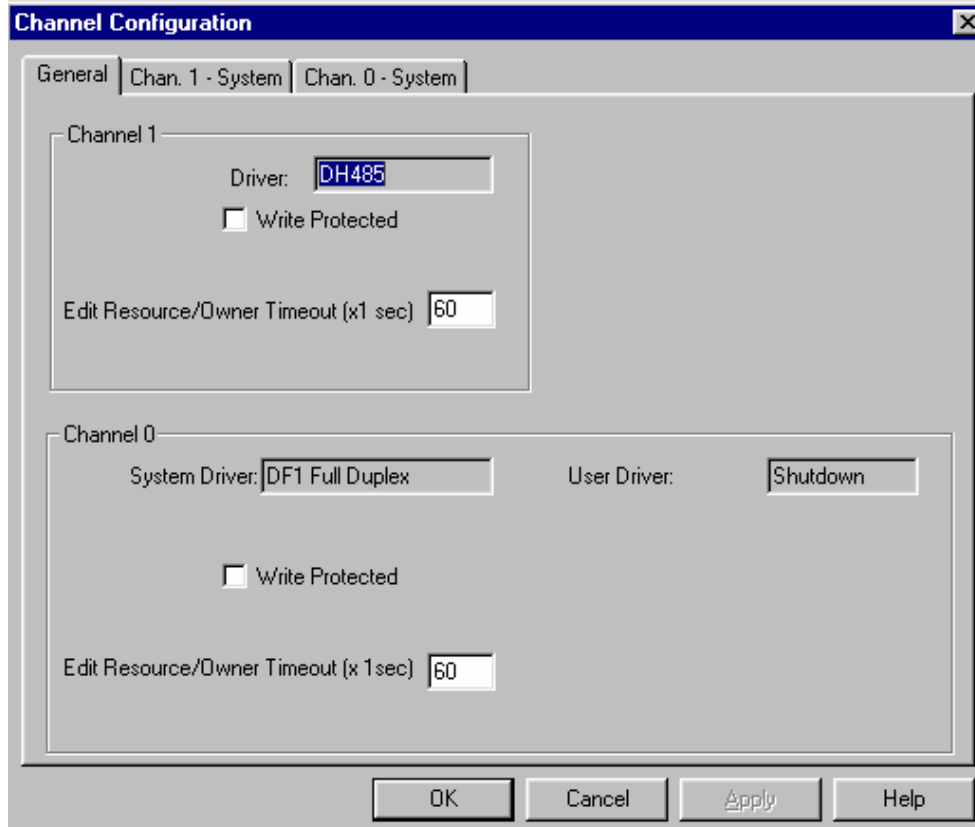 Channel Configuration
General Chan. 1 - System Chan. 0 - System
Channel 1
Driver: DH485
Write Protected
Edit Resource/Owner Timeout (x1 sec) 60
Channel 0
System Driver: DF1 Full Duplex User Driver: Shutdown
Write Protected
Edit Resource/Owner Timeout (x 1sec) 60
OK Cancel Apply Help